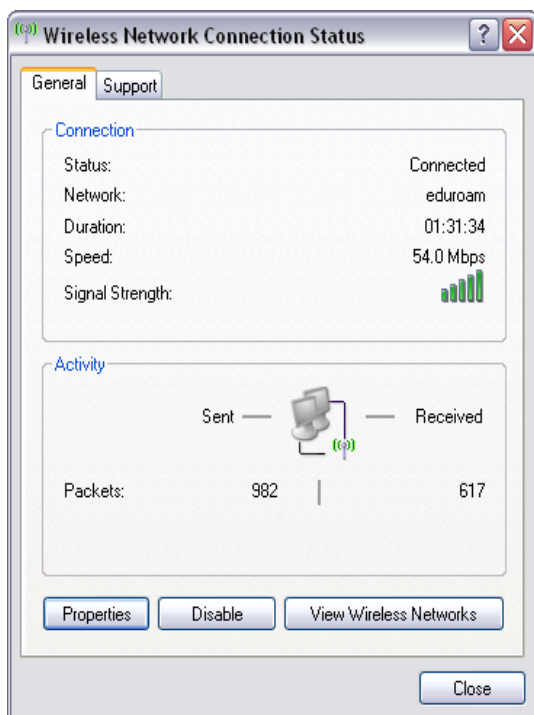 Wireless Network Connection Status
General Support
Connection
Status: Connected
Network: eduroam
Duration: 01:31:34
Speed: 54.0 Mbps
Signal Strength:
Activity
Sent Received
Packets: 982 617
Properties Disable View Wireless Networks
Close